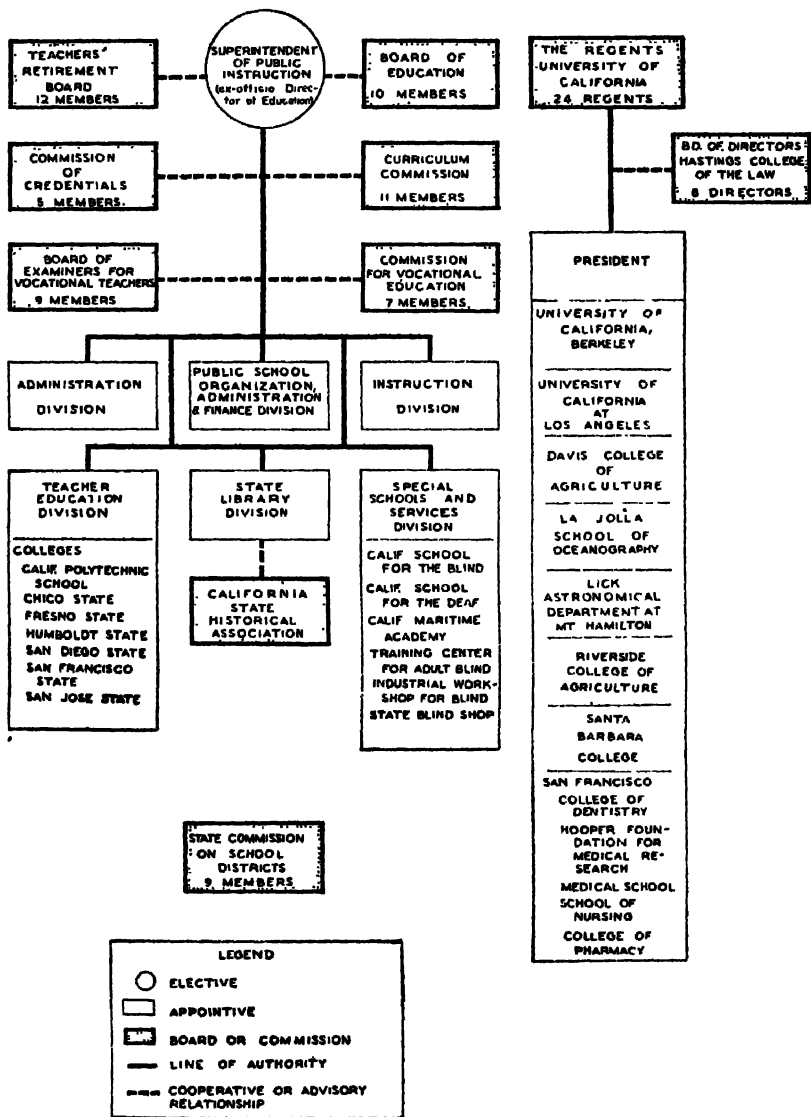 TEACHERS'
RETIREMENT
BOARD
12 MEMBERS
SUPERINTENDENT
OF PUBLIC
INSTRUCTION
(ex-officio Direc-
tor of Education)
BOARD OF
EDUCATION
10 MEMBERS
THE REGENTS
UNIVERSITY OF
CALIFORNIA
24 REGENTS
COMMISSION
OF
CREDENTIALS
5 MEMBERS.
CURRICULUM
COMMISSION
11 MEMBERS
BD. OF DIRECTORS
HASTINGS COLLEGE
OF THE LAW
8 DIRECTORS
BOARD OF
EXAMINERS FOR
VOCATIONAL TEACHERS
9 MEMBERS
COMMISSION
FOR VOCATIONAL
EDUCATION
7 MEMBERS
ADMINISTRATION
DIVISION
PUBLIC SCHOOL
ORGANIZATION,
ADMINISTRATION
& FINANCE DIVISION
INSTRUCTION
DIVISION
TEACHER
EDUCATION
DIVISION
COLLEGES
CALIF. POLYTECHNIC
SCHOOL
CHICO STATE
FRESNO STATE
HUMBOLDT STATE
SAN DIEGO STATE
SAN FRANCISCO
STATE
SAN JOSE STATE
STATE
LIBRARY
DIVISION
CALIFORNIA
STATE
HISTORICAL
ASSOCIATION
SPECIAL
SCHOOLS AND
SERVICES
DIVISION
CALIF SCHOOL
FOR THE BLIND
CALIF. SCHOOL
FOR THE DEAF
CALIF MARITIME
ACADEMY
TRAINING CENTER
FOR ADULT BLIND
INDUSTRIAL WORK-
SHOP FOR BLIND
STATE BLIND SHOP
PRESIDENT
UNIVERSITY OF
CALIFORNIA,
BERKELEY
UNIVERSITY OF
CALIFORNIA
AT
LOS ANGELES
DAVIS COLLEGE
OF
AGRICULTURE
LA JOLLA
SCHOOL OF
OCEANOGRAPHY
LICK
ASTRONOMICAL
DEPARTMENT AT
MT HAMILTON
RIVERSIDE
COLLEGE OF
AGRICULTURE
SANTA
BARBARA
COLLEGE
SAN FRANCISCO
COLLEGE OF
DENTISTRY
HOOPER FOUN-
DATION FOR
MEDICAL RE-
SEARCH
MEDICAL SCHOOL
SCHOOL OF
NURSING
COLLEGE OF
PHARMACY
STATE COMMISSION
ON SCHOOL
DISTRICTS
9 MEMBERS
LEGEND
ELECTIVE
APPOINTIVE
BOARD OR COMMISSION
LINE OF AUTHORITY
COOPERATIVE OR ADVISORY
RELATIONSHIP